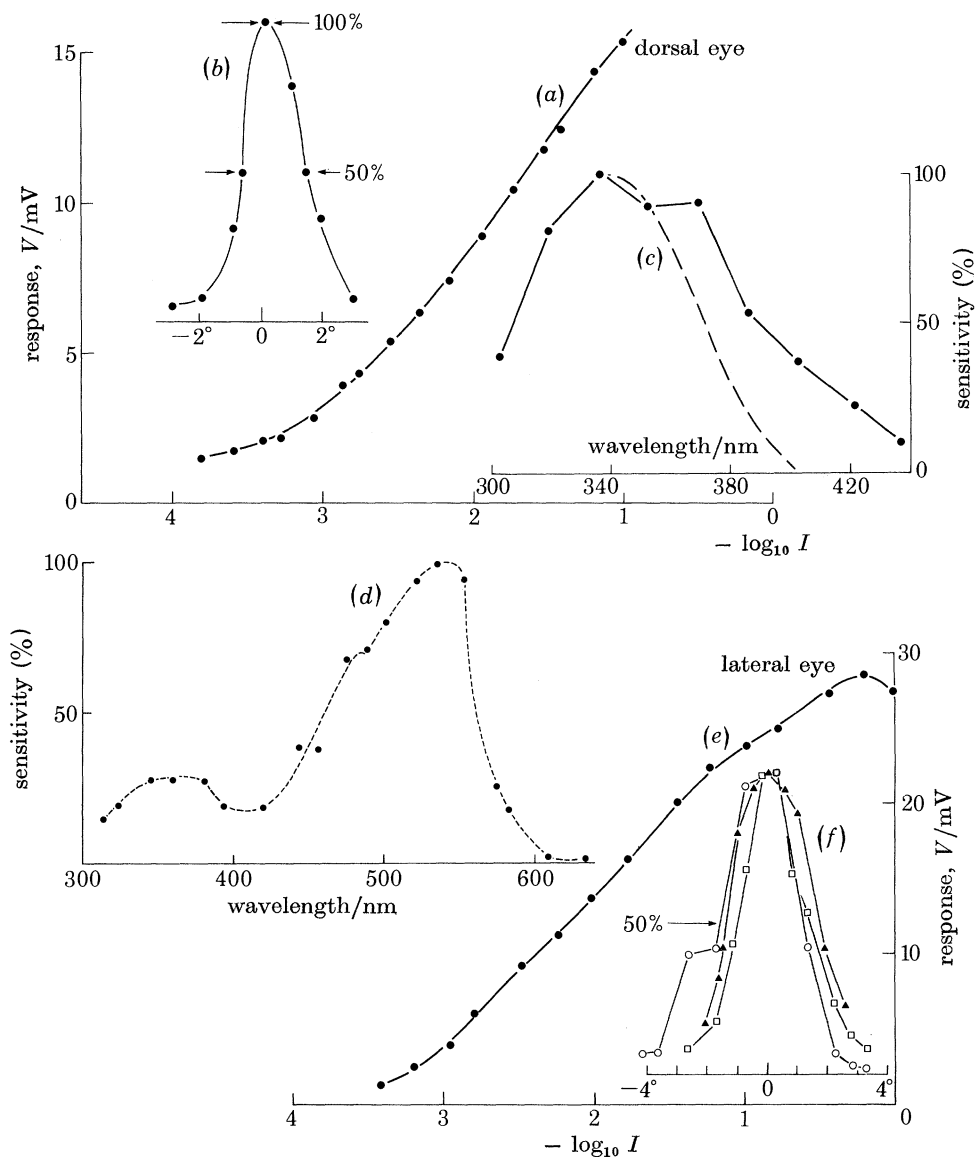 100%
15
dorsal eye
(b)
(a)
50%
100
response, V/mV
10
(c)
sensitivity (%)
−2° 0 2°
50
5
wavelength/nm
0
300 340 380 420
0
4 3 2 1 0
− log₁₀ I
100
(d)
30
sensitivity (%)
lateral eye
(e)
50
20
(f)
response, V/mV
50%
300 400 500 600
wavelength/nm
10
−4° 0 4°
4 3 2 1 0
− log₁₀ I